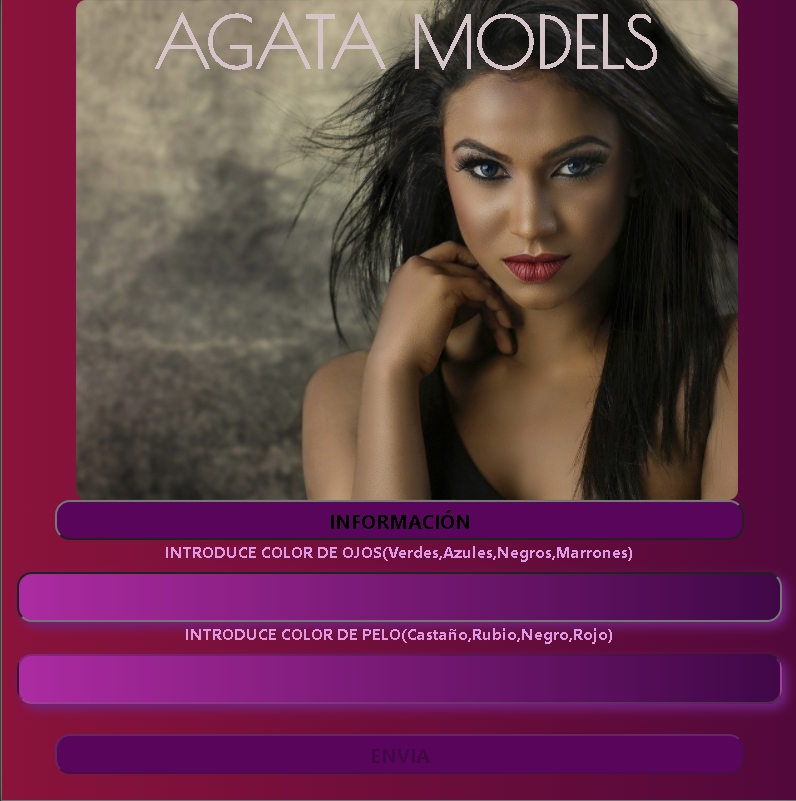 AGATA MODELS
INFORMACIÓN
INTRODUCE COLOR DE OJOS(Verdes,Azules,Negros,Marrones)
INTRODUCE COLOR DE PELO(Castaño,Rubio,Negro,Rojo)
ENVIA